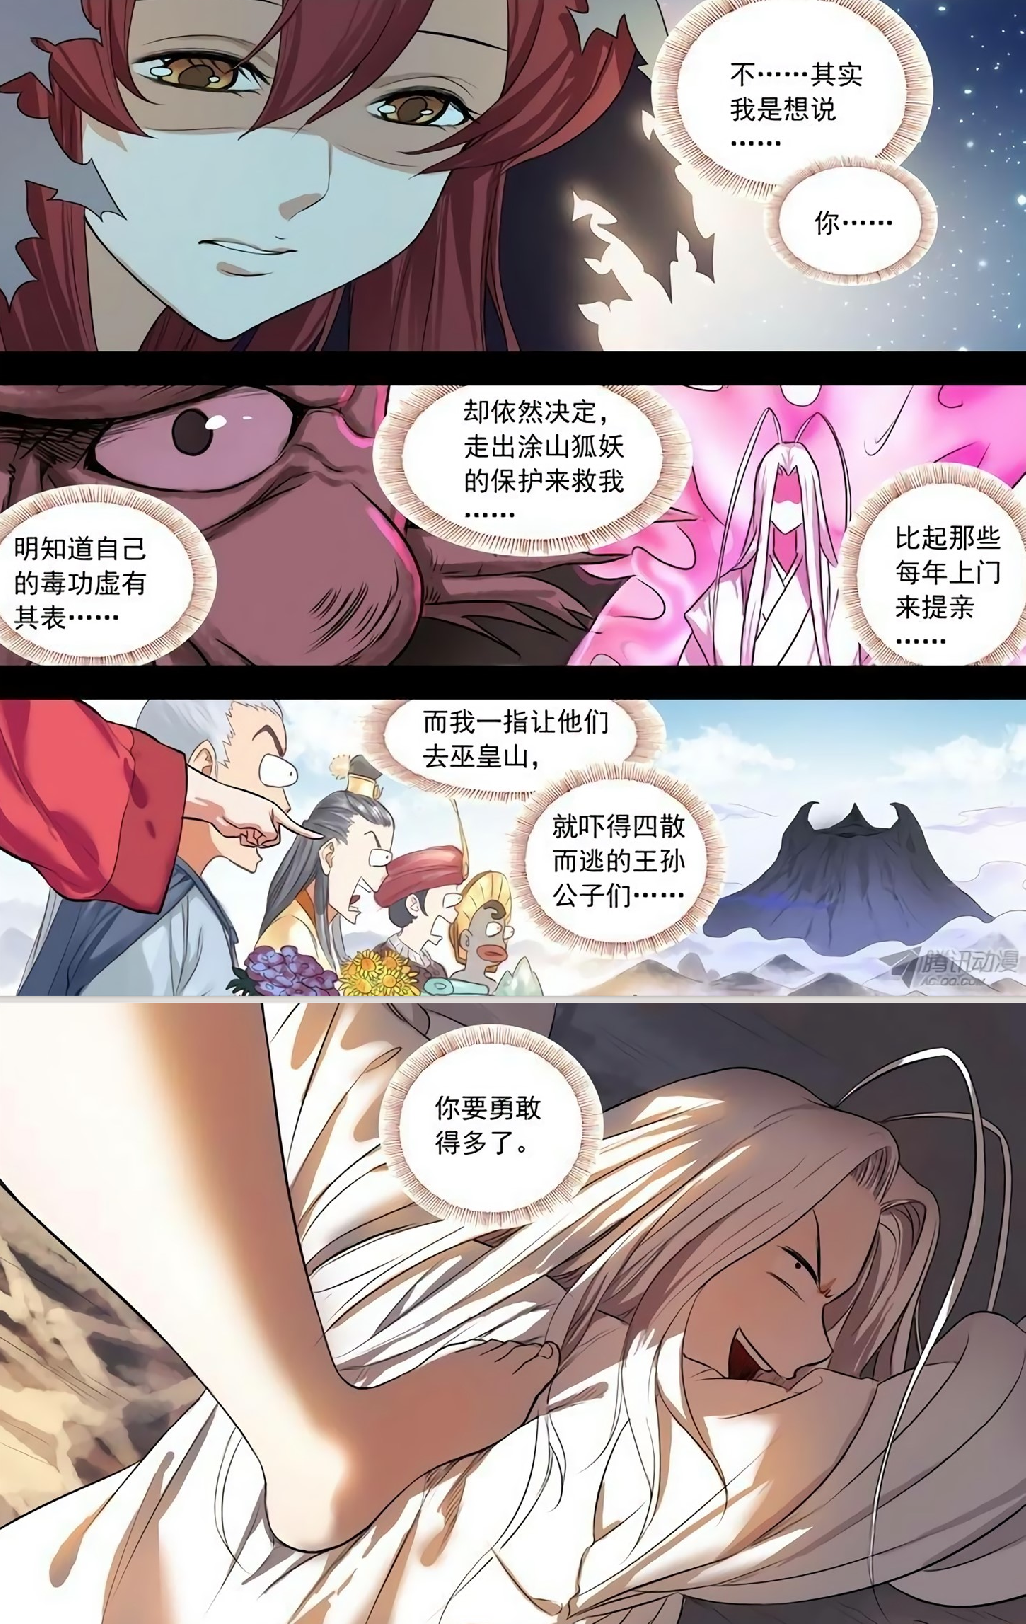 不……其实
我是想说
……
你……
明知道自己
的毒功虚有
其表……
却依然决定，
走出涂山狐妖
的保护来救我
……
比起那些
每年上门
来提亲
……
而我一指让他们
去巫皇山，
就吓得四散
而逃的王孙
公子们……
腾讯动漫
AC.QQ.COM
你要勇敢
得多了。